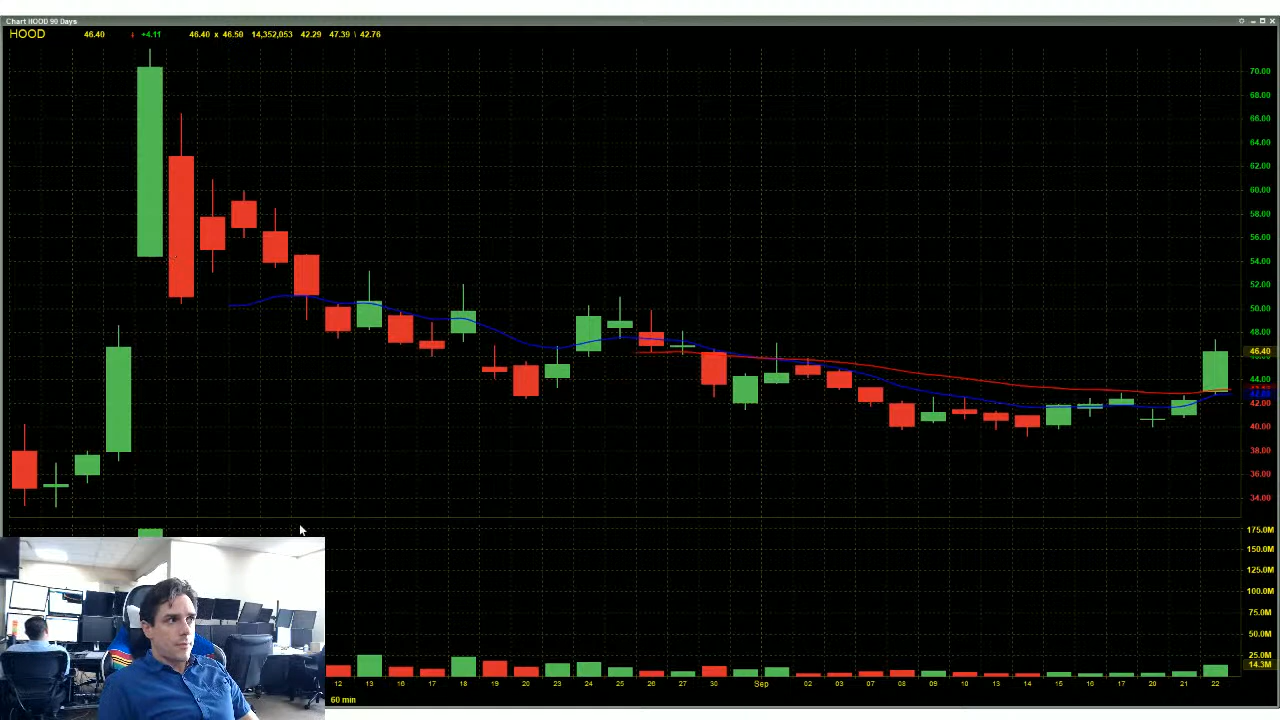 Chart HOOD 90 Days
HOOD 46.40 +4.11 46.40 x 46.50 14,352,053 42.29 47.39 \ 42.76
70.00
68.00
66.00
64.00
62.00
60.00
58.00
56.00
54.00
52.00
50.00
48.00
46.40
44.00
42.00
40.00
38.00
36.00
34.00
175.0M
150.0M
125.0M
100.0M
75.0M
50.0M
25.0M
14.3M
12 13 16 17 18 19 20 23 24 25 26 27 30 Sep 02 03 07 08 09 10 13 14 15 16 17 20 21 22
60 min